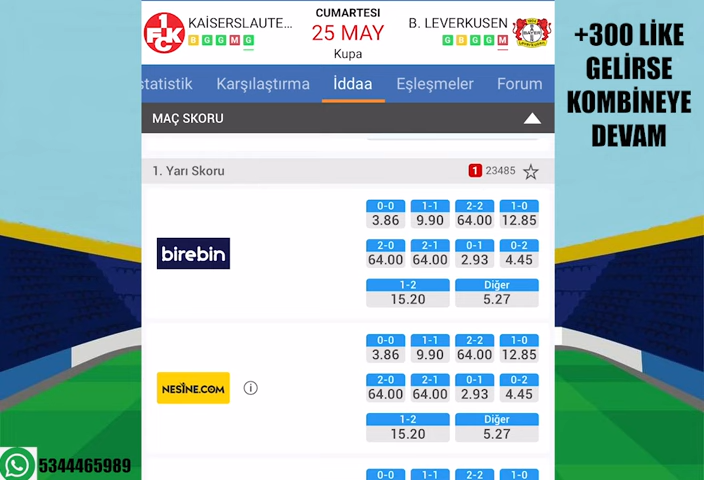 KAISERSLAUTE...
B G G M G
CUMARTESİ
25 MAY
Kupa
B. LEVERKUSEN
G B G G M
statistik Karşılaştırma İddaa Eşleşmeler Forum
MAÇ SKORU
1. Yarı Skoru 1 23485
birebin
0-0 1-1 2-2 1-0
3.86 9.90 64.00 12.85
2-0 2-1 0-1 0-2
64.00 64.00 2.93 4.45
1-2 Diğer
15.20 5.27
NESİNE.COM
0-0 1-1 2-2 1-0
3.86 9.90 64.00 12.85
2-0 2-1 0-1 0-2
64.00 64.00 2.93 4.45
1-2 Diğer
15.20 5.27
0-0 1-1 2-2 1-0
+300 LİKE
GELİRSE
KOMBİNEYE
DEVAM
5344465989